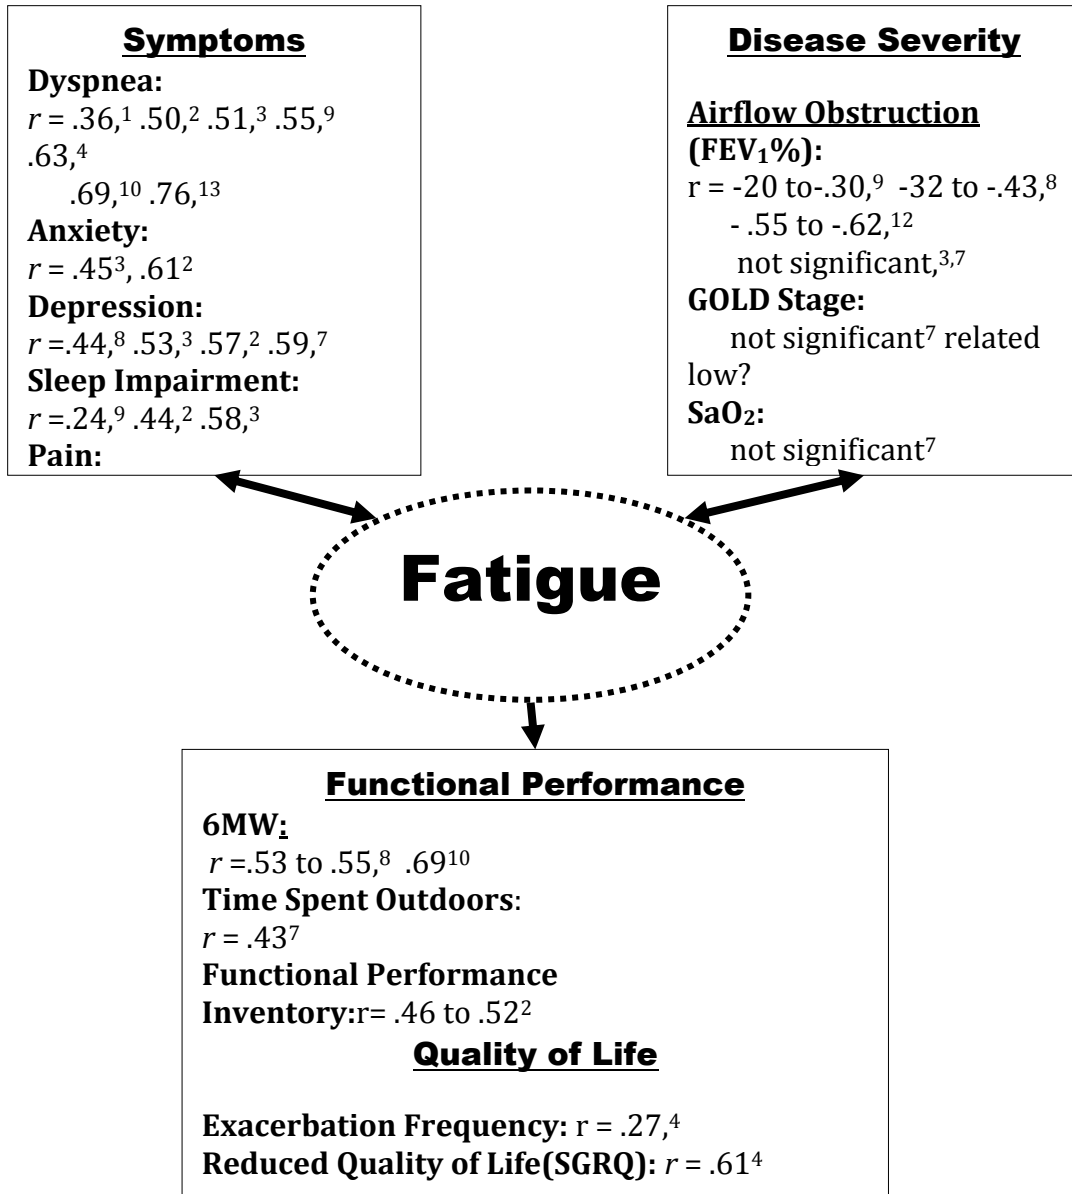 Symptoms
Dyspnea:
r = .36,¹ .50,² .51,³ .55,⁹
.63,⁴
.69,¹⁰ .76,¹³
Anxiety:
r = .45³, .61²
Depression:
r =.44,⁸ .53,³ .57,² .59,⁷
Sleep Impairment:
r =.24,⁹ .44,² .58,³
Pain:
Disease Severity
Airflow Obstruction
(FEV₁%):
r = -20 to-.30,⁹ -32 to -.43,⁸
- .55 to -.62,¹²
not significant,³,⁷
GOLD Stage:
not significant⁷ related
low?
SaO₂:
not significant⁷
Fatigue
Functional Performance
6MW:
r =.53 to .55,⁸ .69¹⁰
Time Spent Outdoors:
r = .43⁷
Functional Performance
Inventory:r= .46 to .52²
Quality of Life
Exacerbation Frequency: r = .27,⁴
Reduced Quality of Life(SGRQ): r = .61⁴